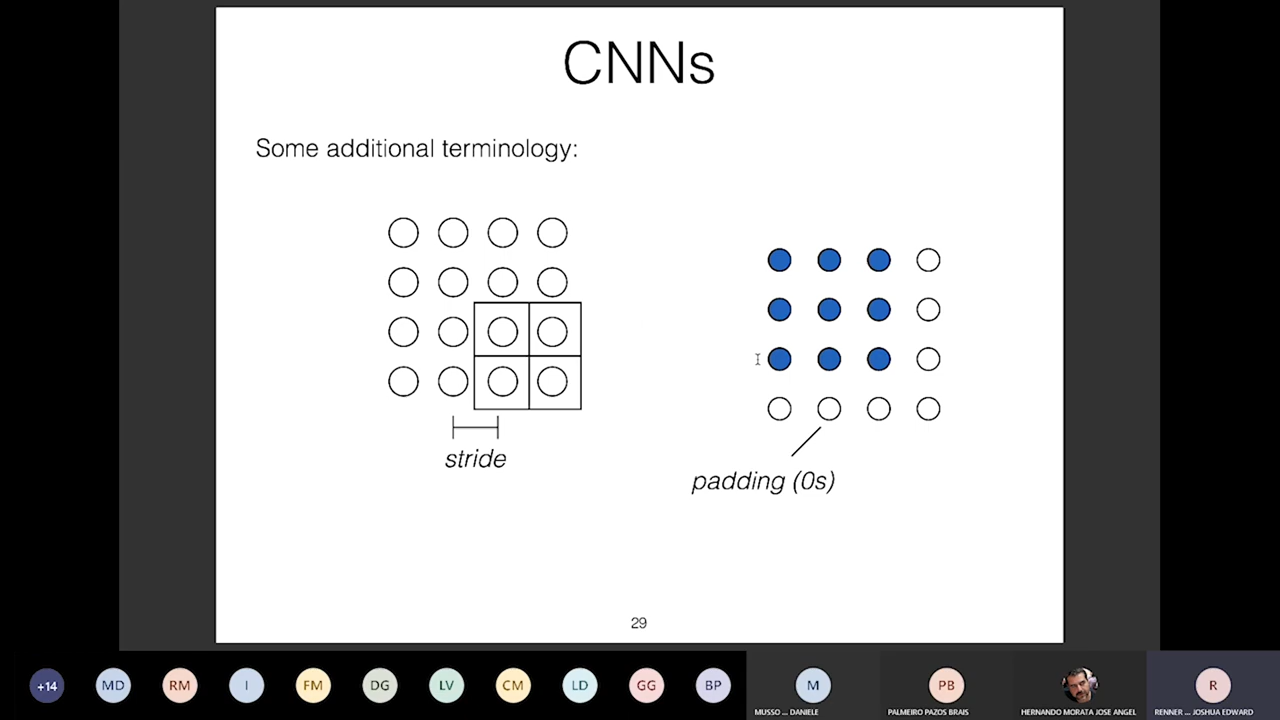 CNNs
Some additional terminology:
stride
padding (0s)
29
+14
MD
RM
I
FM
DG
LV
CM
LD
GG
BP
M
PB
R
MUSSO ... DANIELE
PALMEIRO PAZOS BRAIS
HERNANDO MORATA JOSE ANGEL
RENNER ... JOSHUA EDWARD